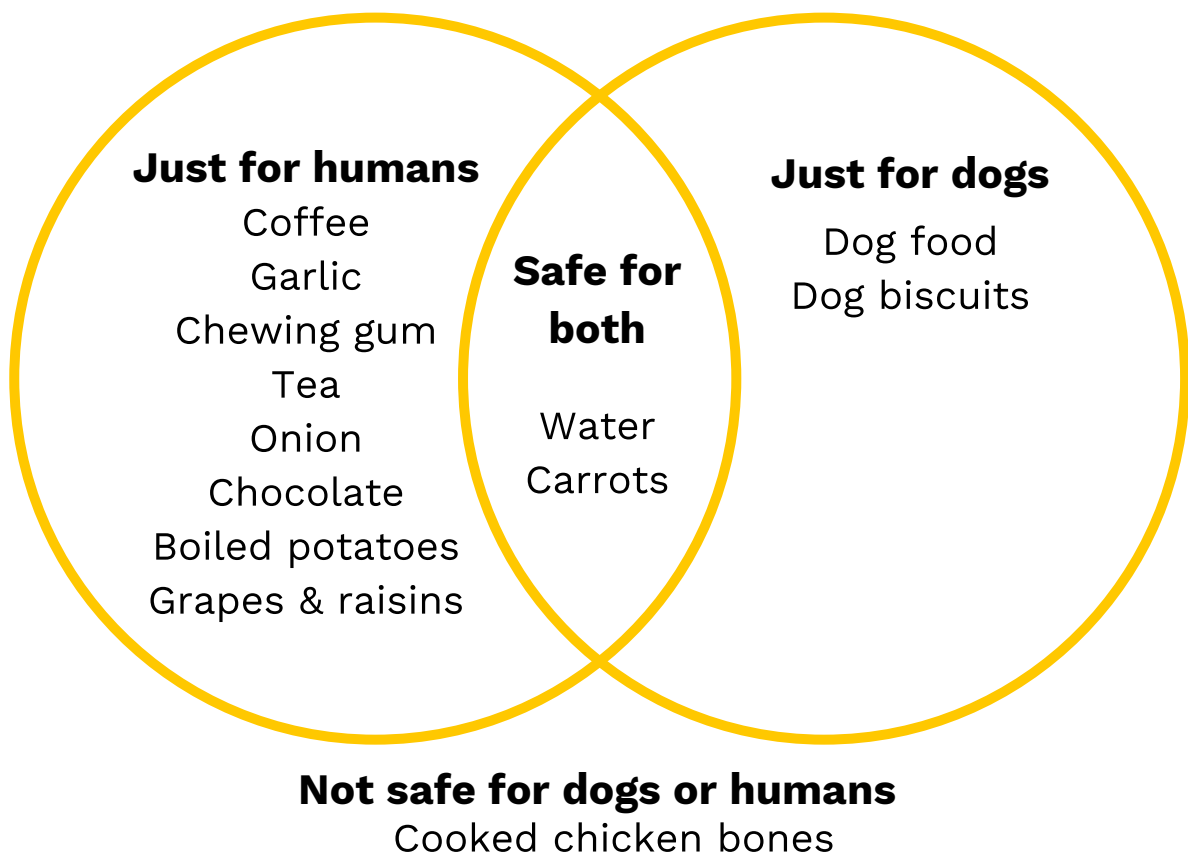 Just for humans
Coffee
Garlic
Chewing gum
Tea
Onion
Chocolate
Boiled potatoes
Grapes & raisins
Safe for
both
Water
Carrots
Just for dogs
Dog food
Dog biscuits
Not safe for dogs or humans
Cooked chicken bones